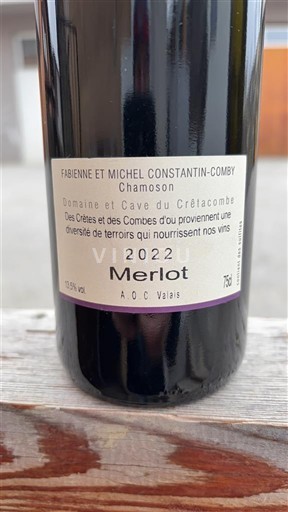 FABIENNE ET MICHEL CONSTANTIN-COMBY
Chamoson
Domaine et Cave du Crêtacombe
Des Crêtes et des Combes d'ou proviennent une
diversité de terroirs qui nourrissent nos vins
2022
Merlot
13.5% vol
A.O.C. Valais
75cl